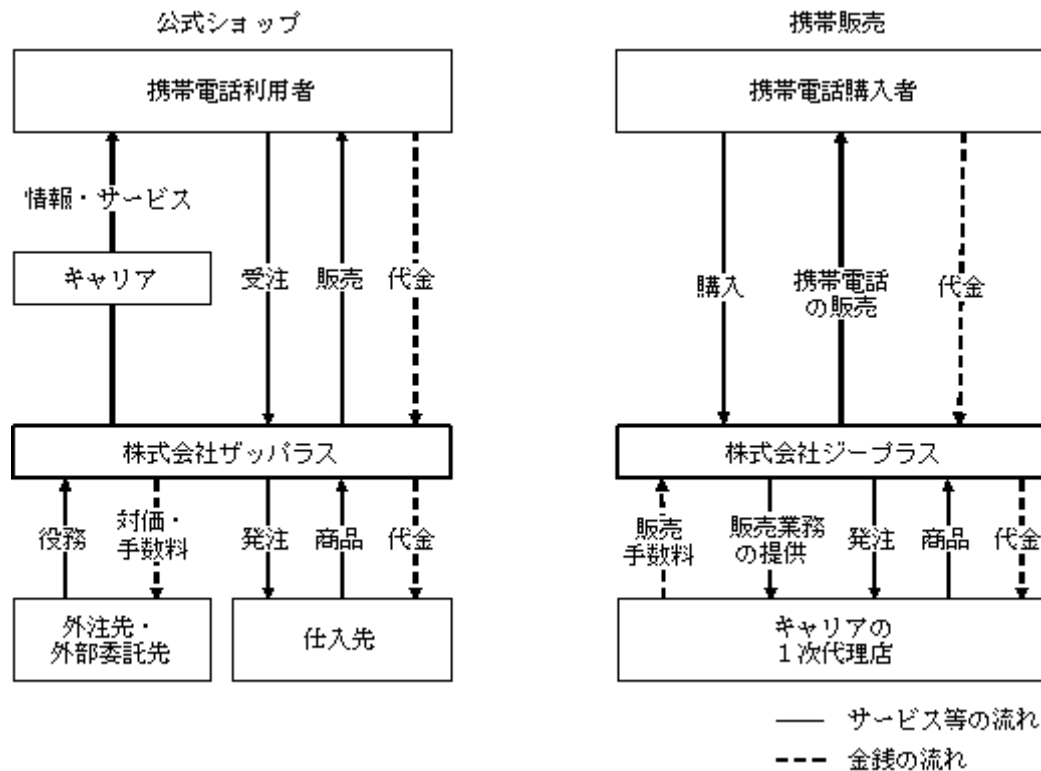 公式ショップ
携帯販売
携帯電話利用者
携帯電話購入者
情報・サービス
キャリア
受注
販売
代金
購入
携帯電話
の販売
代金
株式会社ザッパラス
株式会社ジープラス
役務
対価・
手数料
発注
商品
代金
販売
手数料
販売業務
の提供
発注
商品
代金
外注先・
外部委託先
仕入先
キャリアの
1次代理店
サービス等の流れ
金銭の流れ